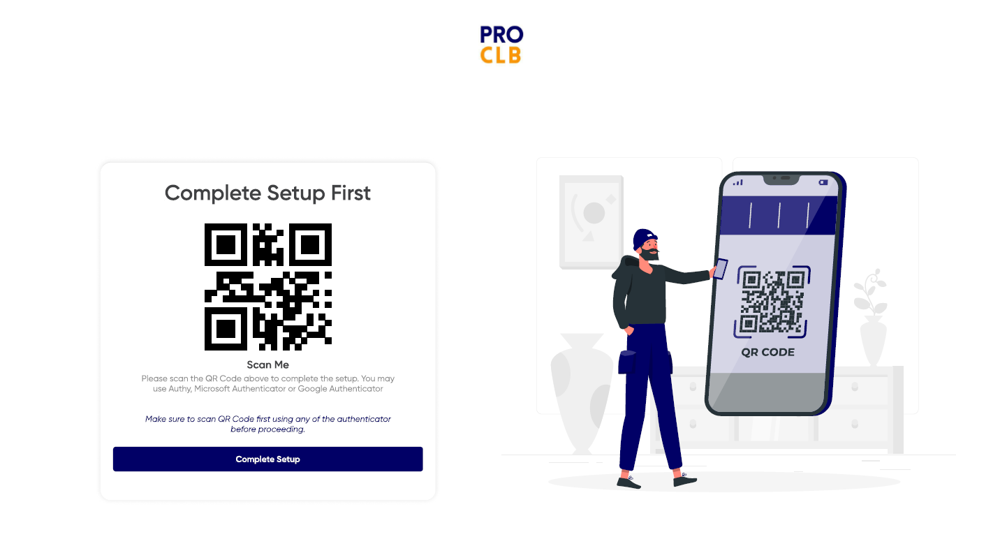 PRO
CLB
Complete Setup First
Scan Me
Please scan the QR Code above to complete the setup. You may
use Authy, Microsoft Authenticator or Google Authenticator
Make sure to scan QR Code first using any of the authenticator
before proceeding.
Complete Setup
QR CODE